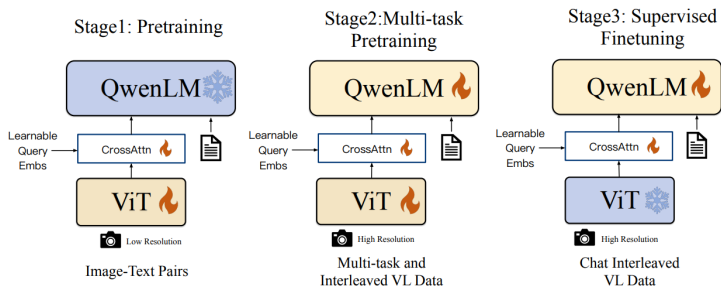 Stage1: Pretraining
QwenLM
Learnable
Query
Embs
CrossAttn
ViT
Low Resolution
Image-Text Pairs
Stage2:Multi-task
Pretraining
QwenLM
Learnable
Query
Embs
CrossAttn
ViT
High Resolution
Multi-task and
Interleaved VL Data
Stage3: Supervised
Finetuning
QwenLM
Learnable
Query
Embs
CrossAttn
ViT
High Resolution
Chat Interleaved
VL Data